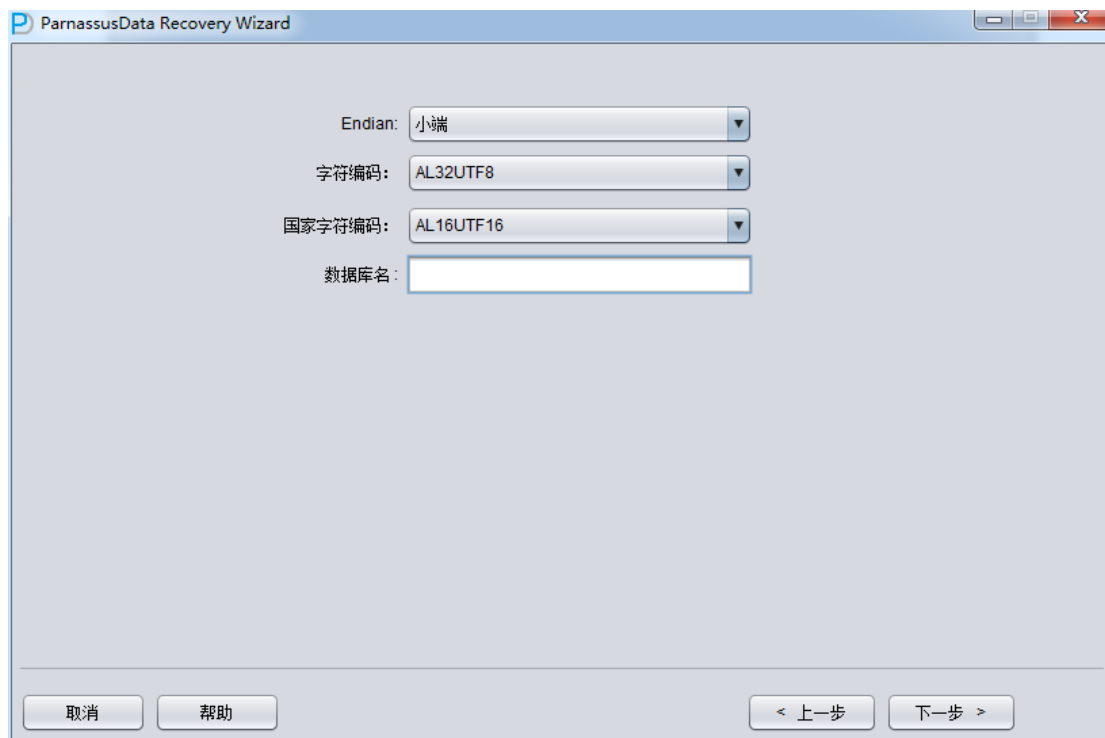 ParnassusData Recovery Wizard
Endian: 小端
字符编码： AL32UTF8
国家字符编码： AL16UTF16
数据库名：
取消 帮助 < 上一步 下一步 >